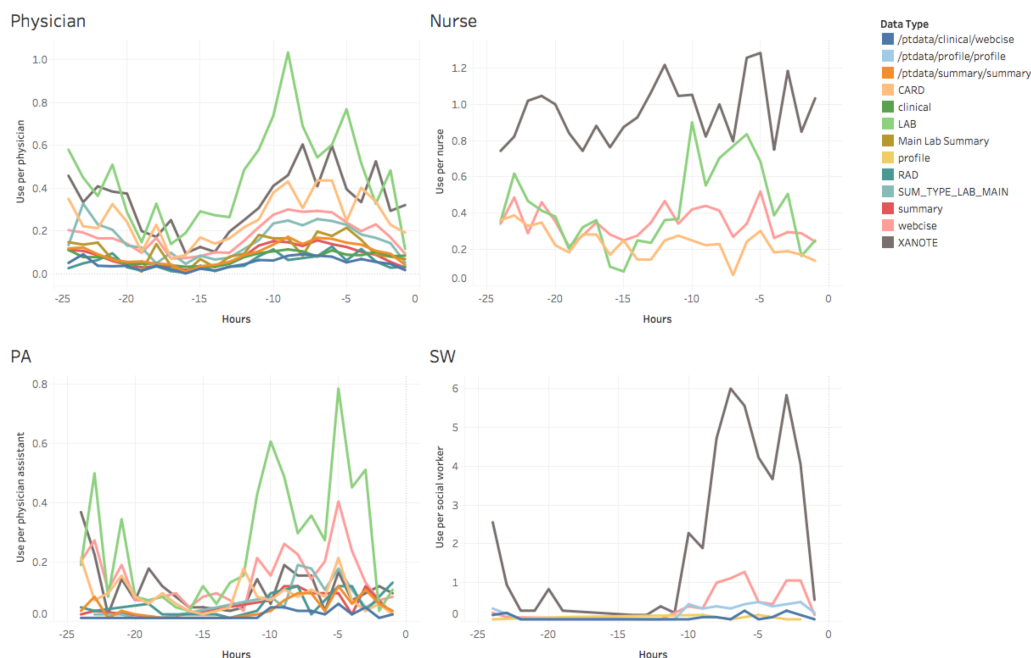 Physician
Use per physician
1.0
0.8
0.6
0.4
0.2
0.0
-25
-20
-15
-10
-5
0
Hours
Nurse
Use per nurse
1.2
1.0
0.8
0.6
0.4
0.2
0.0
-25
-20
-15
-10
-5
0
Hours
Data Type
/ptdata/clinical/webcise
/ptdata/profile/profile
/ptdata/summary/summary
CARD
clinical
LAB
Main Lab Summary
profile
RAD
SUM_TYPE_LAB_MAIN
summary
webcise
XANOTE
PA
Use per physician assistant
0.8
0.6
0.4
0.2
0.0
-25
-20
-15
-10
-5
0
Hours
SW
Use per social worker
6
5
4
3
2
1
0
-25
-20
-15
-10
-5
0
Hours